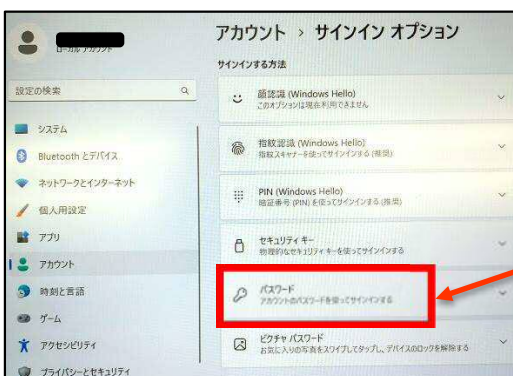 アカウント › サインイン オプション
ローカル アカウント
サインインする方法
設定の検索
顔認識 (Windows Hello)
このオプションは現在利用できません
システム
Bluetooth とデバイス
指紋認識 (Windows Hello)
指紋スキャナーを使ってサインインする (推奨)
ネットワークとインターネット
PIN (Windows Hello)
暗証番号 (PIN) を使ってサインインする (推奨)
個人用設定
アプリ
セキュリティ キー
物理的なセキュリティ キーを使ってサインインする
アカウント
時刻と言語
パスワード
アカウントのパスワードを使ってサインインする
ゲーム
アクセシビリティ
ピクチャ パスワード
お気に入りの写真をスワイプしてタップし、デバイスのロックを解除する
プライバシーとセキュリティ